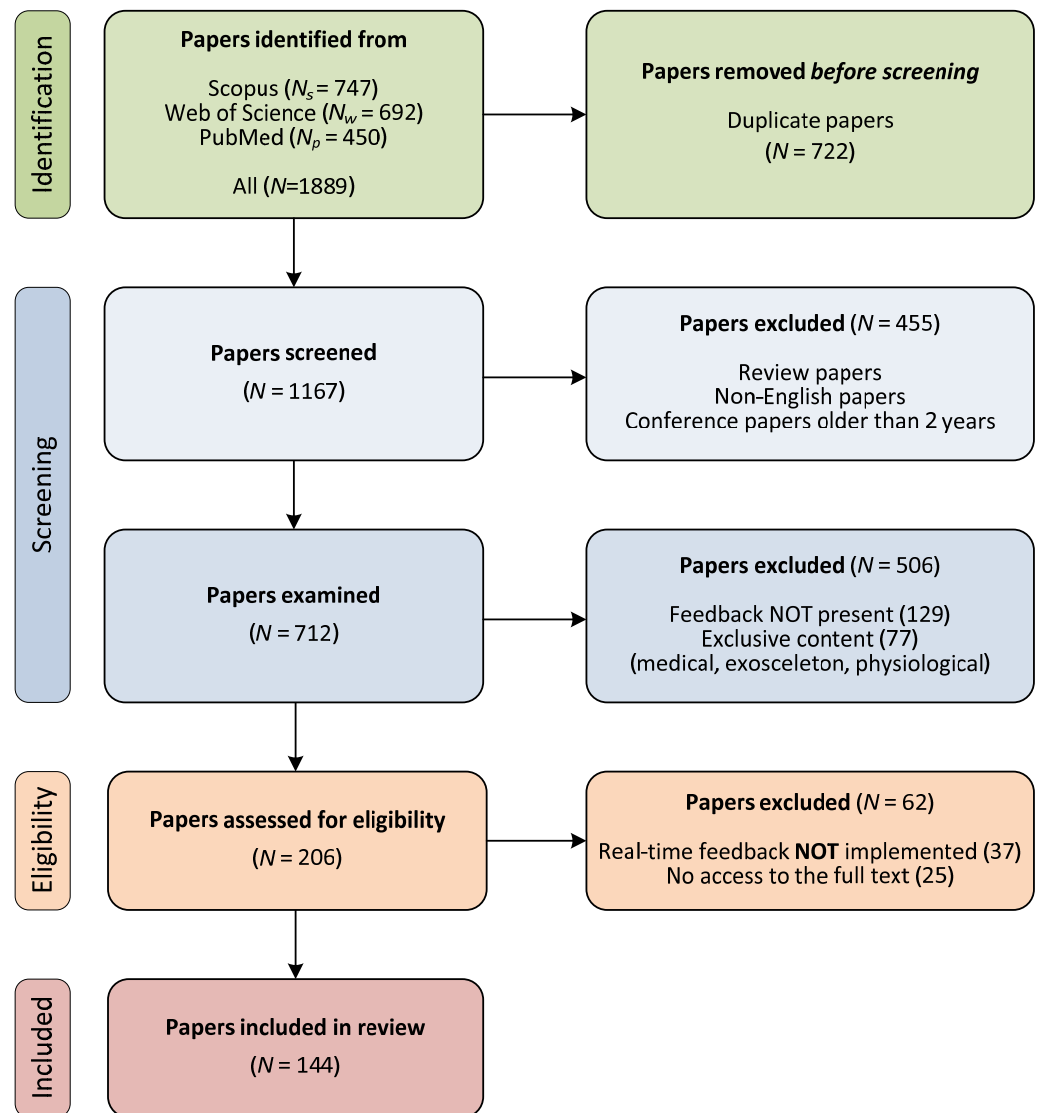 Identification
Papers identified from
Scopus (Ns = 747)
Web of Science (Nw = 692)
PubMed (Np = 450)
All (N=1889)
Papers removed before screening
Duplicate papers
(N = 722)
Screening
Papers screened
(N = 1167)
Papers excluded (N = 455)
Review papers
Non-English papers
Conference papers older than 2 years
Papers examined
(N = 712)
Papers excluded (N = 506)
Feedback NOT present (129)
Exclusive content (77)
(medical, exosceleton, physiological)
Eligibility
Papers assessed for eligibility
(N = 206)
Papers excluded (N = 62)
Real-time feedback NOT implemented (37)
No access to the full text (25)
Included
Papers included in review
(N = 144)